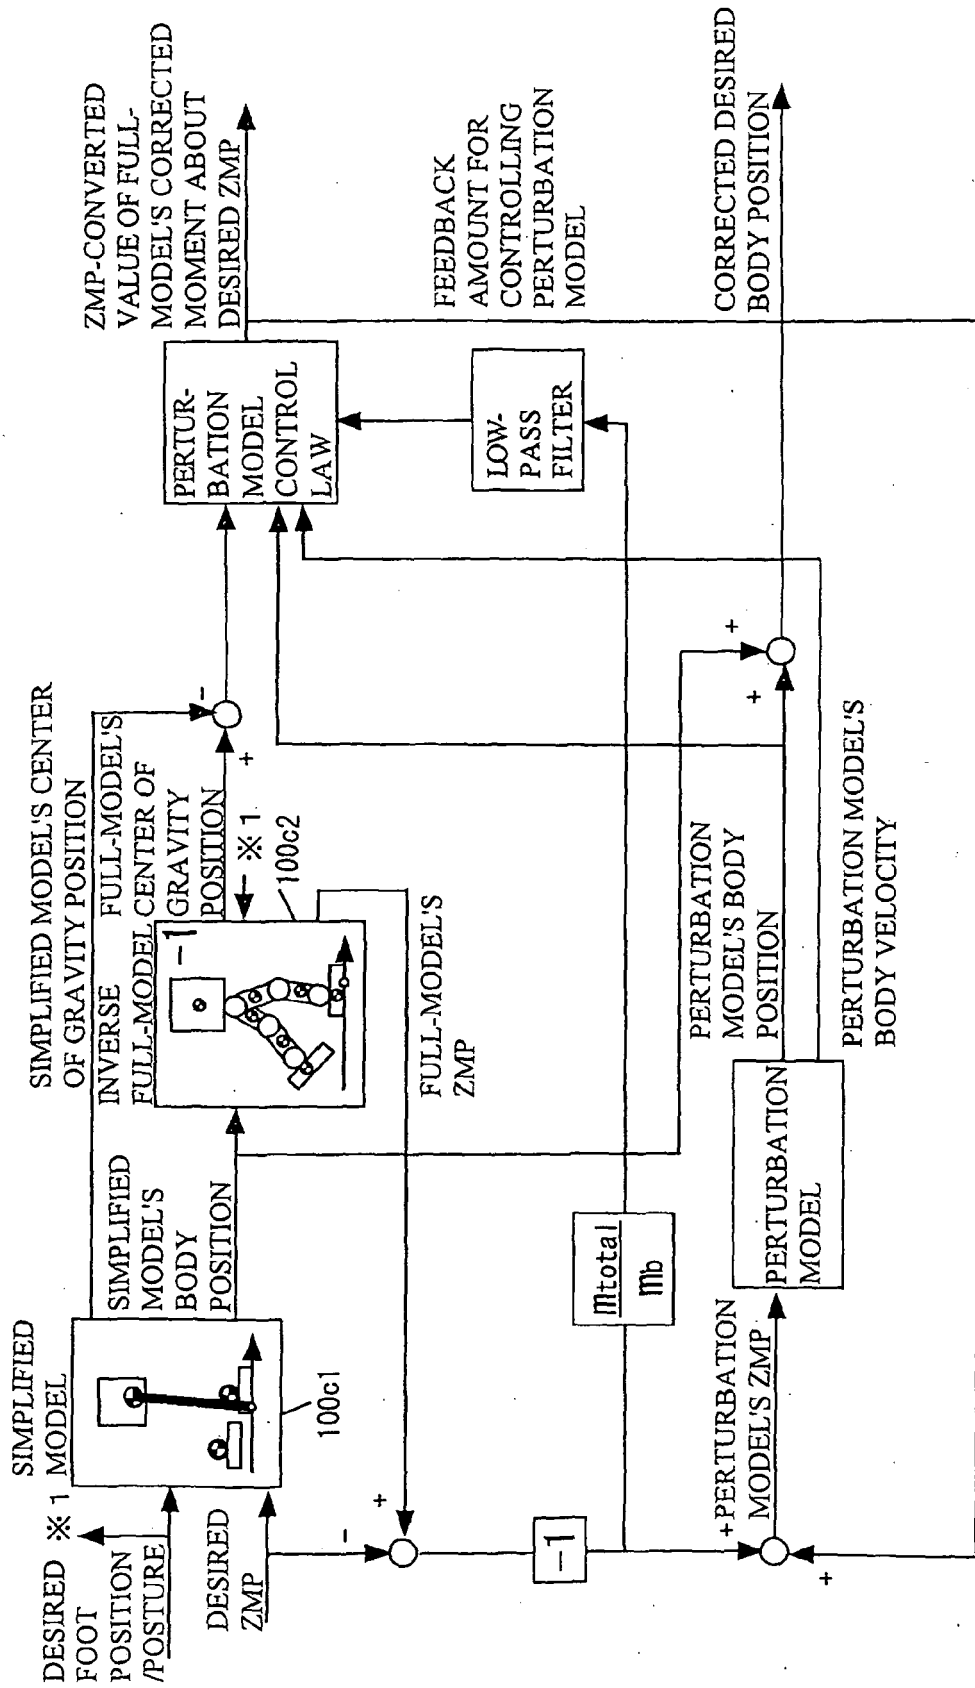 DESIRED ※1
FOOT
POSITION
/POSTURE
DESIRED
ZMP
SIMPLIFIED
MODEL
100c1
SIMPLIFIED MODEL'S CENTER
OF GRAVITY POSITION
SIMPLIFIED
MODEL'S
BODY
POSITION
INVERSE
FULL-MODEL
-1
100c2
※1
FULL-MODEL'S
CENTER OF
GRAVITY
POSITION
+
-
FULL-MODEL'S
ZMP
PERTUR-
BATION
MODEL
CONTROL
LAW
ZMP-CONVERTED
VALUE OF FULL-
MODEL'S CORRECTED
MOMENT ABOUT
DESIRED ZMP
LOW-
PASS
FILTER
FEEDBACK
AMOUNT FOR
CONTROLLING
PERTURBATION
MODEL
-
+
-1
mtotal
mb
+
+
PERTURBATION
MODEL'S ZMP
PERTURBATION
MODEL
PERTURBATION
MODEL'S BODY
POSITION
PERTURBATION MODEL'S
BODY VELOCITY
+
+
CORRECTED DESIRED
BODY POSITION